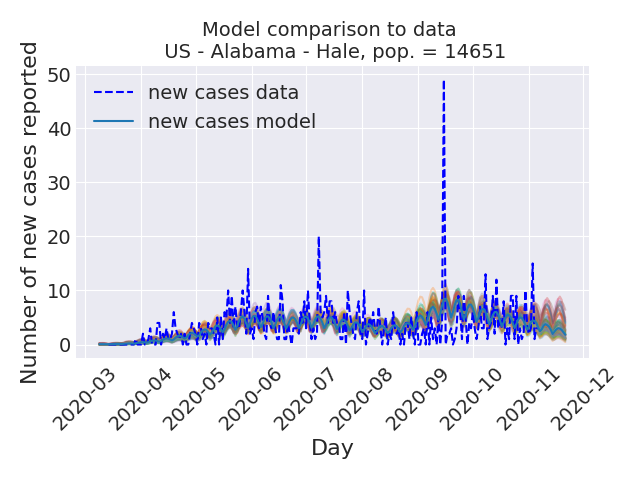 Model comparison to data
US - Alabama - Hale, pop. = 14651
Number of new cases reported
50
40
30
20
10
0
new cases data
new cases model
2020-03
2020-04
2020-05
2020-06
2020-07
2020-08
2020-09
2020-10
2020-11
2020-12
Day